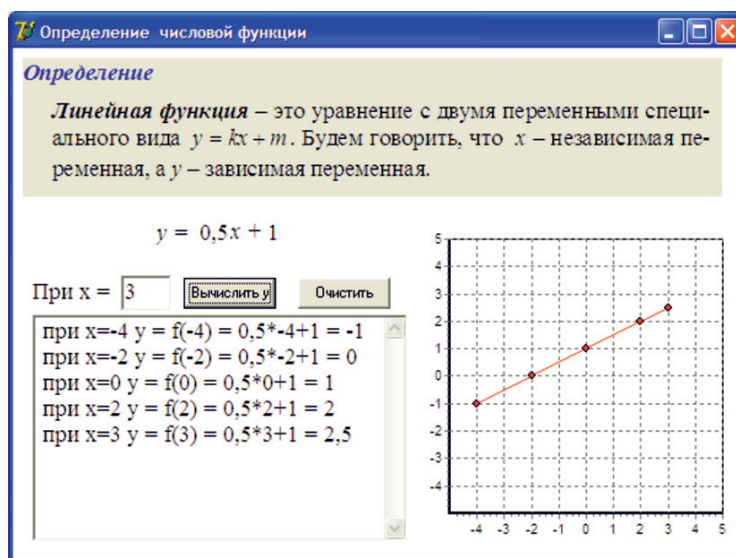 Определение числовой функции
Определение
Линейная функция – это уравнение с двумя переменными специ-
ального вида y = kx + m. Будем говорить, что x – независимая пе-
ременная, а y – зависимая переменная.
y = 0,5x + 1
При x = 3 Вычислить y Очистить
при x=-4 y = f(-4) = 0,5*-4+1 = -1
при x=-2 y = f(-2) = 0,5*-2+1 = 0
при x=0 y = f(0) = 0,5*0+1 = 1
при x=2 y = f(2) = 0,5*2+1 = 2
при x=3 y = f(3) = 0,5*3+1 = 2,5
5
4
3
2
1
0
-1
-2
-3
-4
-4 -3 -2 -1 0 1 2 3 4 5